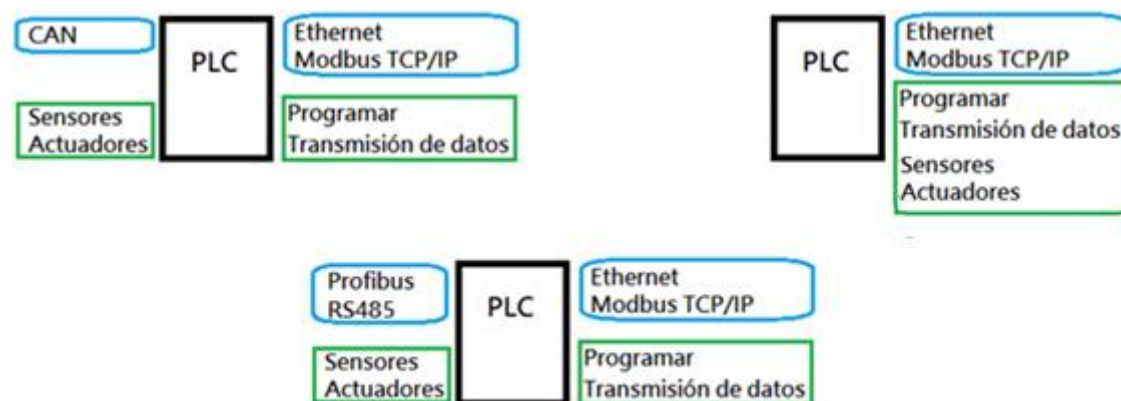 CAN
PLC
Ethernet
Modbus TCP/IP
Sensores
Actuadores
Programar
Transmisión de datos
PLC
Ethernet
Modbus TCP/IP
Programar
Transmisión de datos
Sensores
Actuadores
Profibus
RS485
PLC
Ethernet
Modbus TCP/IP
Sensores
Actuadores
Programar
Transmisión de datos